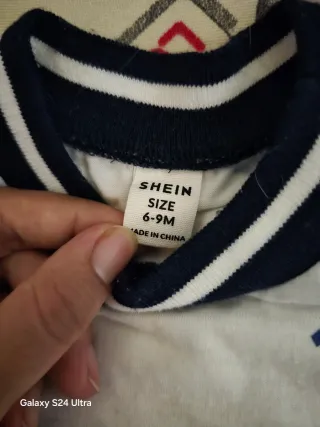 SHEIN
SIZE
6-9M
MADE IN CHINA
Galaxy S24 Ultra